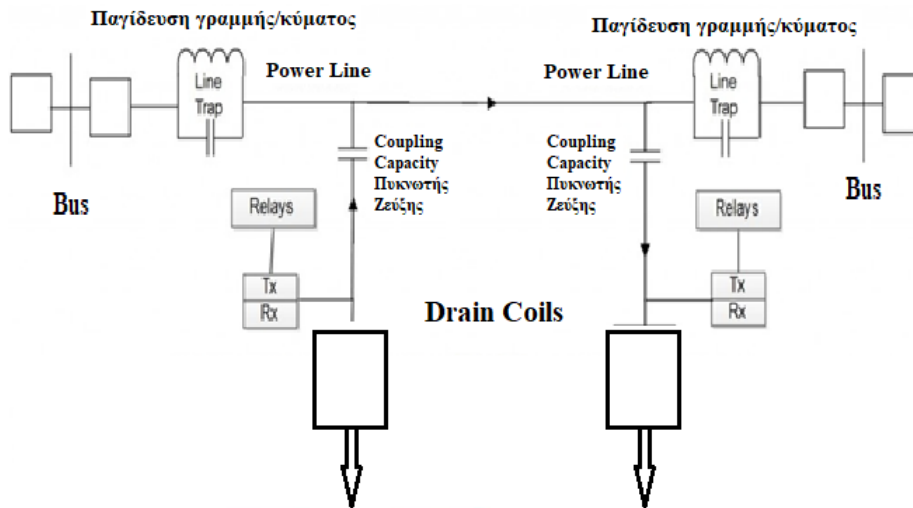 Παγίδευση γραμμής/κύματος
Παγίδευση γραμμής/κύματος
Line
Trap
Power Line
Power Line
Line
Trap
Coupling
Capacity
Πυκνωτής
Ζεύξης
Coupling
Capacity
Πυκνωτής
Ζεύξης
Bus
Bus
Relays
Relays
Tx
Rx
Tx
Rx
Drain Coils